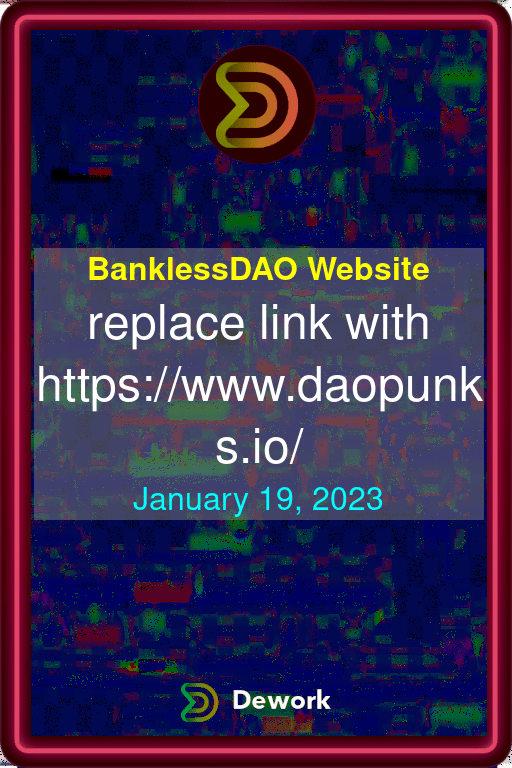 BanklessDAO Website
replace link with
https://www.daopunk
s.io/
January 19, 2023
Dework